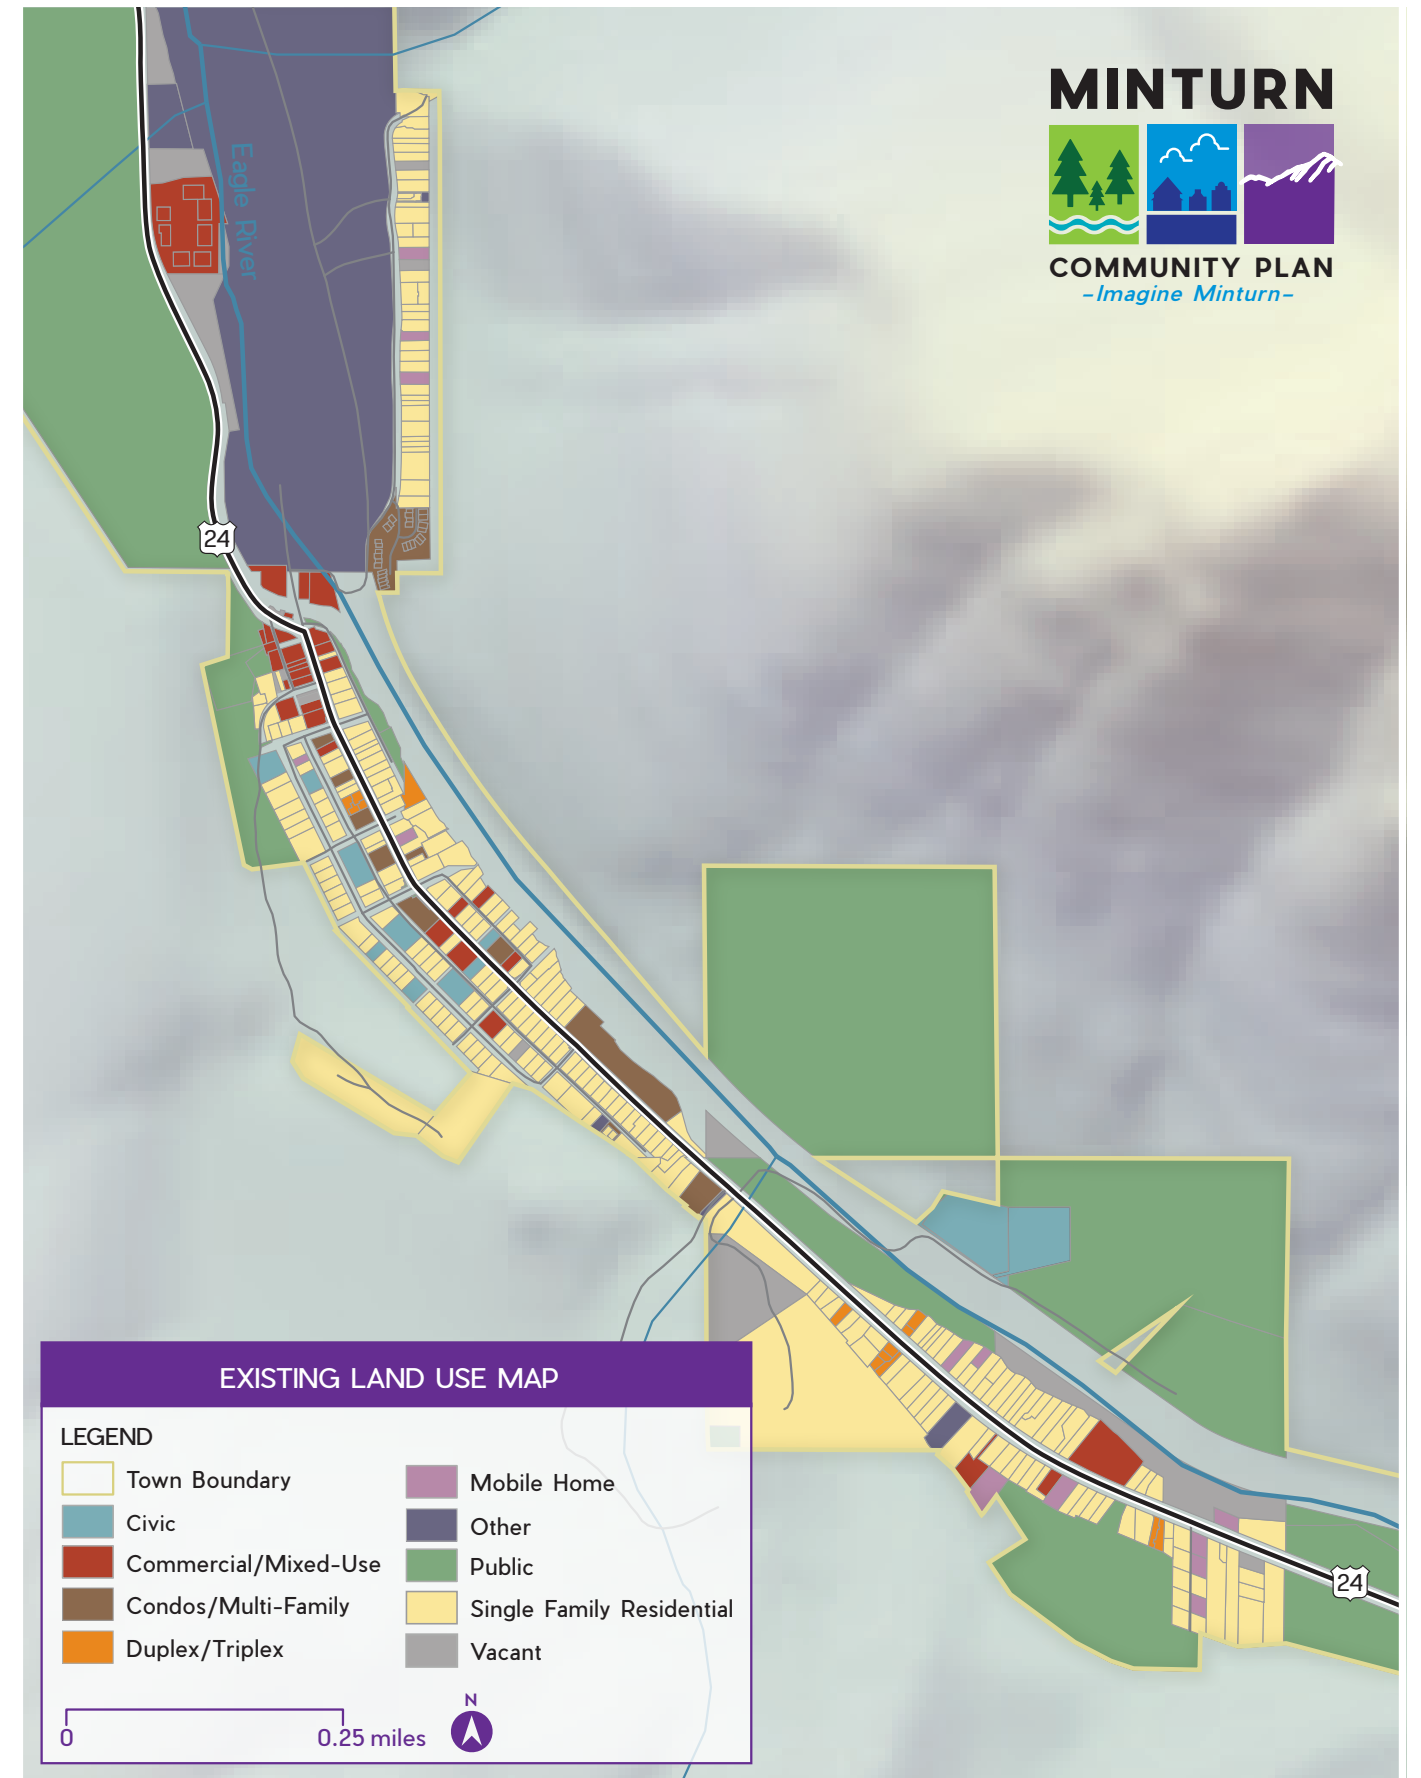 MINTURN
COMMUNITY PLAN
-Imagine Minturn-
Eagle River
24
24
EXISTING LAND USE MAP
LEGEND
Town Boundary
Civic
Commercial/Mixed-Use
Condos/Multi-Family
Duplex/Triplex
Mobile Home
Other
Public
Single Family Residential
Vacant
0
0.25 miles
N